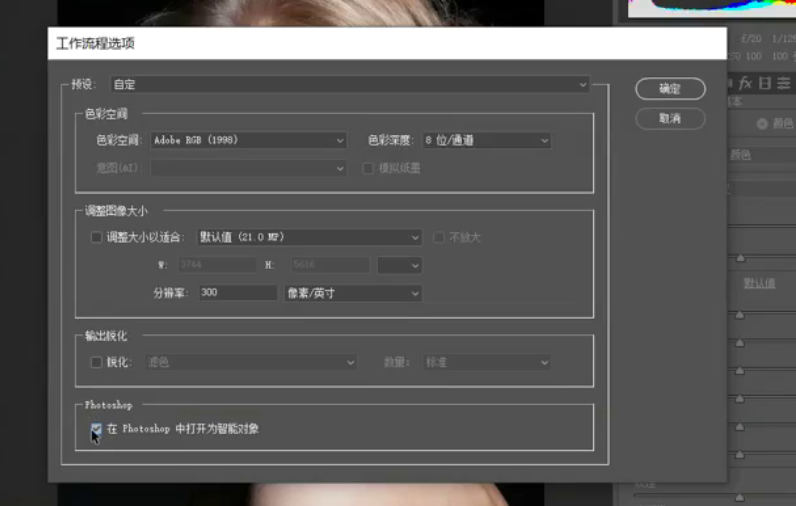 工作流程选项
预设: 自定
确定
取消
色彩空间
色彩空间: Adobe RGB (1998) 色彩深度: 8 位/通道
意图(AI): 模拟纸墨
调整图像大小
调整大小以适合: 默认值 (21.0 MP) 不放大
W: 3744 H: 5616
分辨率: 300 像素/英寸
输出锐化
锐化: 滤色 数量: 标准
Photoshop
在 Photoshop 中打开为智能对象
f/20
100
fx
颜色
颜色
默认值